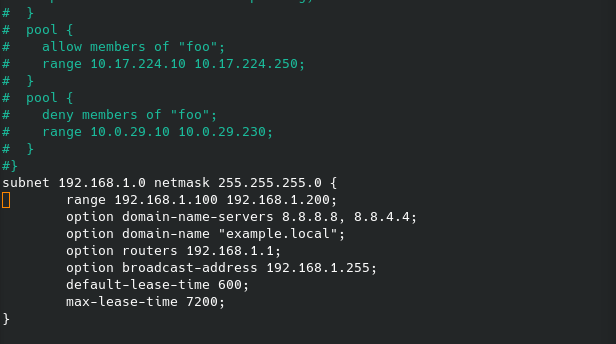 #  }
#  pool {
#    allow members of "foo";
#    range 10.17.224.10 10.17.224.250;
#  }
#  pool {
#    deny members of "foo";
#    range 10.0.29.10 10.0.29.230;
#  }
#}
subnet 192.168.1.0 netmask 255.255.255.0 {
        range 192.168.1.100 192.168.1.200;
        option domain-name-servers 8.8.8.8, 8.8.4.4;
        option domain-name "example.local";
        option routers 192.168.1.1;
        option broadcast-address 192.168.1.255;
        default-lease-time 600;
        max-lease-time 7200;
}